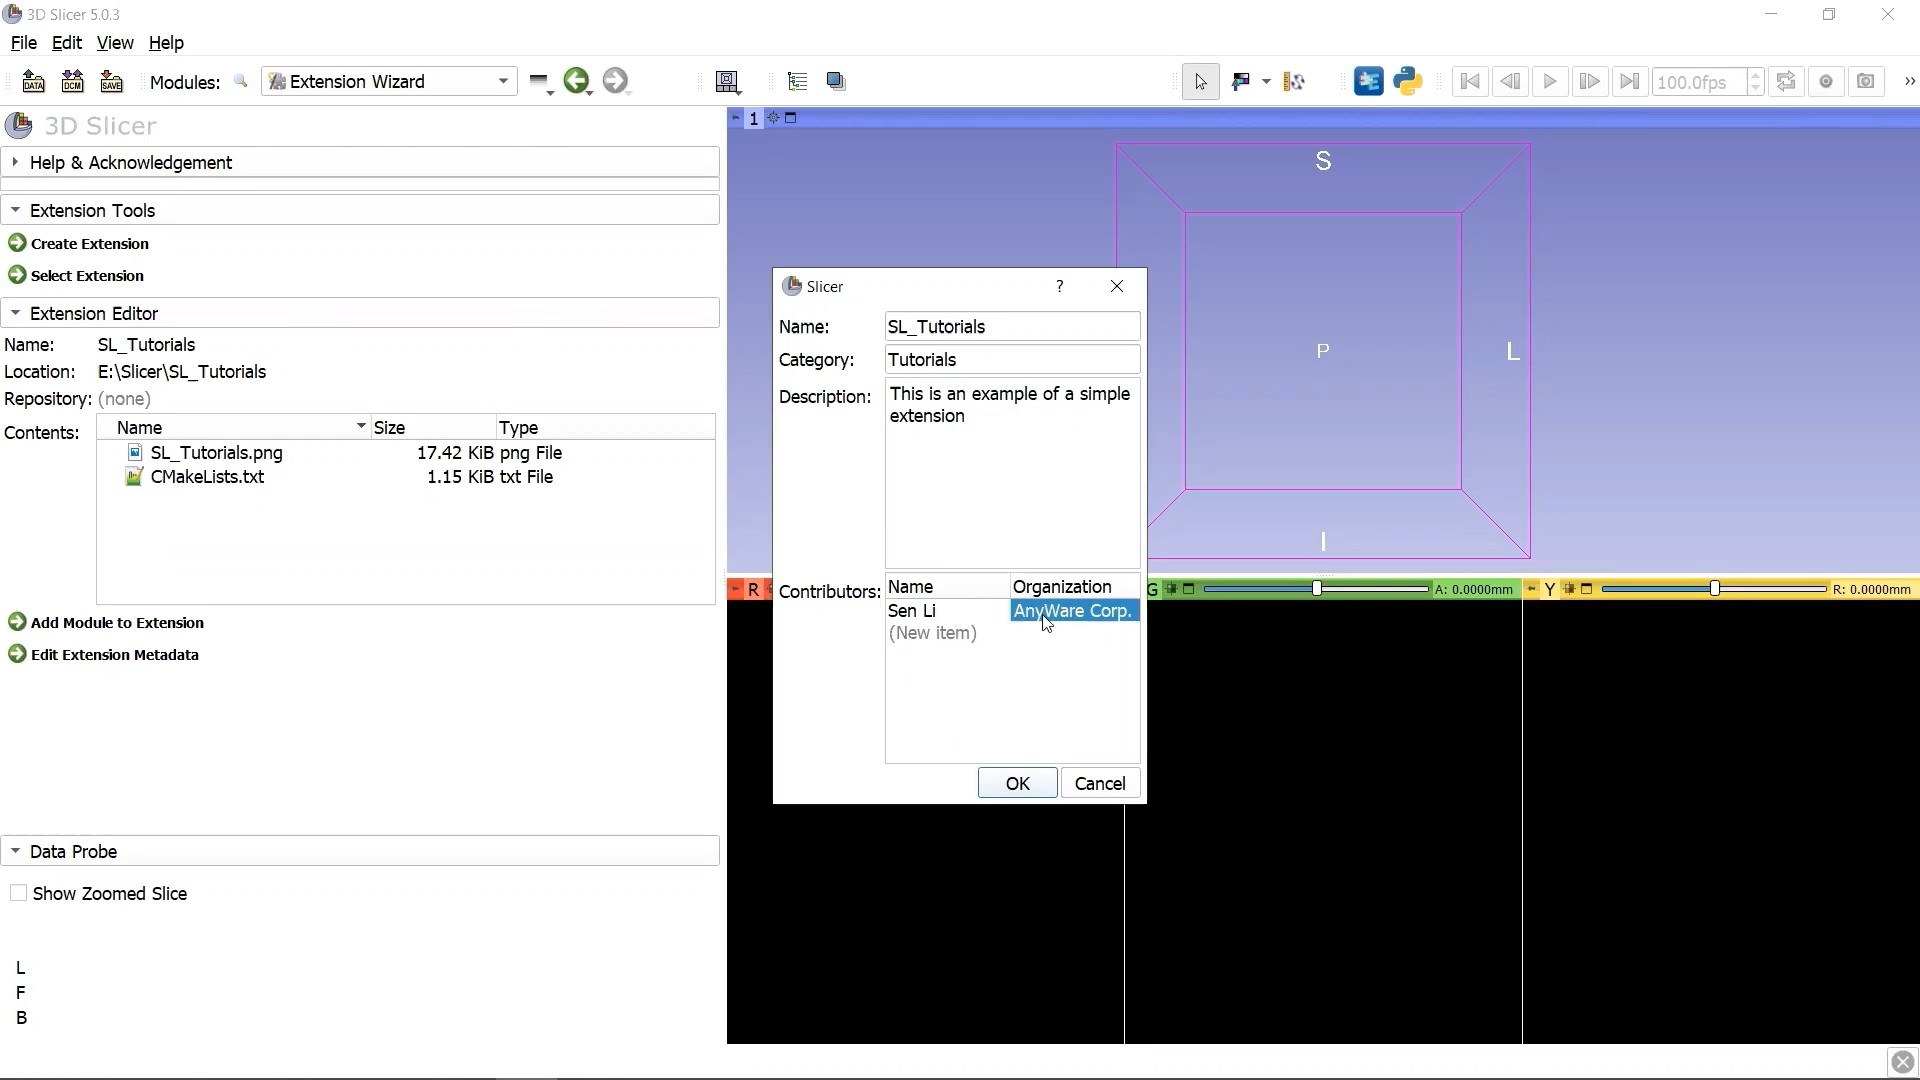 3D Slicer 5.0.3
File Edit View Help
DATA DCM SAVE Modules: Extension Wizard 100.0fps
3D Slicer
1
Help & Acknowledgement
S
Extension Tools
Create Extension
Select Extension
Slicer
Extension Editor
Name: SL_Tutorials
Location: E:\Slicer\SL_Tutorials
Repository: (none)
Contents: Name Size Type
SL_Tutorials.png 17.42 KiB png File
CMakeLists.txt 1.15 KiB txt File
Name: SL_Tutorials
Category: Tutorials
Description: This is an example of a simple
extension
P
L
I
Contributors: Name Organization
Sen Li AnyWare Corp.
(New item)
OK Cancel
R G A: 0.0000mm Y R: 0.0000mm
Add Module to Extension
Edit Extension Metadata
Data Probe
Show Zoomed Slice
L
F
B